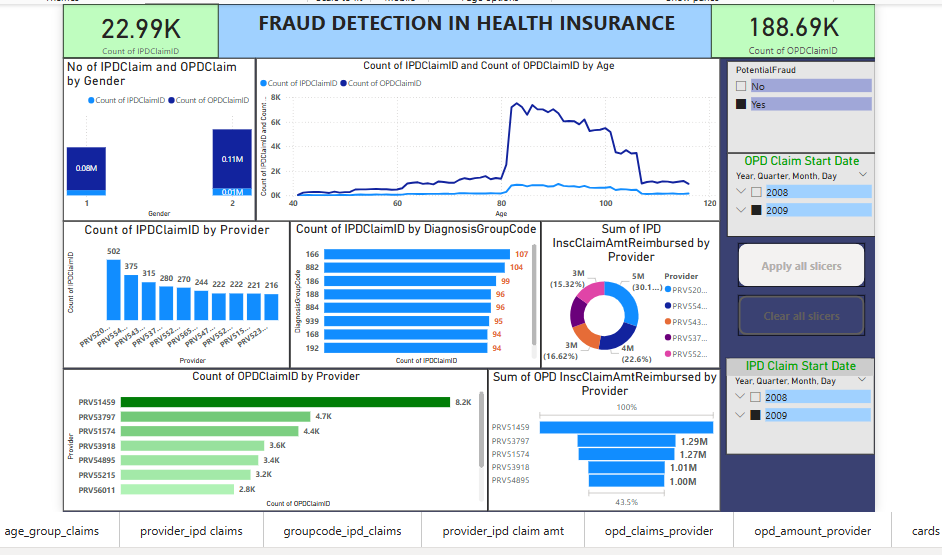 22.99K
Count of IPDClaimID
FRAUD DETECTION IN HEALTH INSURANCE
188.69K
Count of OPDClaimID
No of IPDClaim and OPDClaim
by Gender
Count of IPDClaimID Count of OPDClaimID
0.08M
0.11M
0.01M
1 2
Gender
Count of IPDClaimID and Count of OPDClaimID by Age
Count of IPDClaimID Count of OPDClaimID
Count of IPDClaimID and Count ...
8K
6K
4K
2K
0K
40 60 80 100 120
Age
PotentialFraud
No
Yes
OPD Claim Start Date
Year, Quarter, Month, Day
2008
2009
Apply all slicers
Clear all slicers
IPD Claim Start Date
Year, Quarter, Month, Day
2008
2009
Count of IPDClaimID by Provider
Count of IPDClaimID
502 375 315 280 270 244 222 222 221 216
PRV520... PRV554... PRV543... PRV537... PRV552... PRV565... PRV547... PRV552... PRV515... PRV523...
Provider
Count of IPDClaimID by DiagnosisGroupCode
DiagnosisGroupCode
166 107
882 104
186 99
188 96
884 96
939 95
168 94
192 94
Count of IPDClaimID
Sum of IPD
InscClaimAmtReimbursed by
Provider
3M
(15.32%)
5M
(30.1...)
3M
(16.62%)
4M
(22.6%)
Provider
PRV520...
PRV554...
PRV543...
PRV537...
PRV552...
Count of OPDClaimID by Provider
Provider
PRV51459 8.2K
PRV53797 4.7K
PRV51574 4.4K
PRV53918 3.6K
PRV54895 3.4K
PRV55215 3.2K
PRV56011 2.8K
Count of OPDClaimID
Sum of OPD InscClaimAmtReimbursed by
Provider
100%
PRV51459
PRV53797 1.29M
PRV51574 1.27M
PRV53918 1.01M
PRV54895 1.00M
43.5%
age_group_claims provider_ipd claims groupcode_ipd_claims provider_ipd claim amt opd_claims_provider opd_amount_provider cards